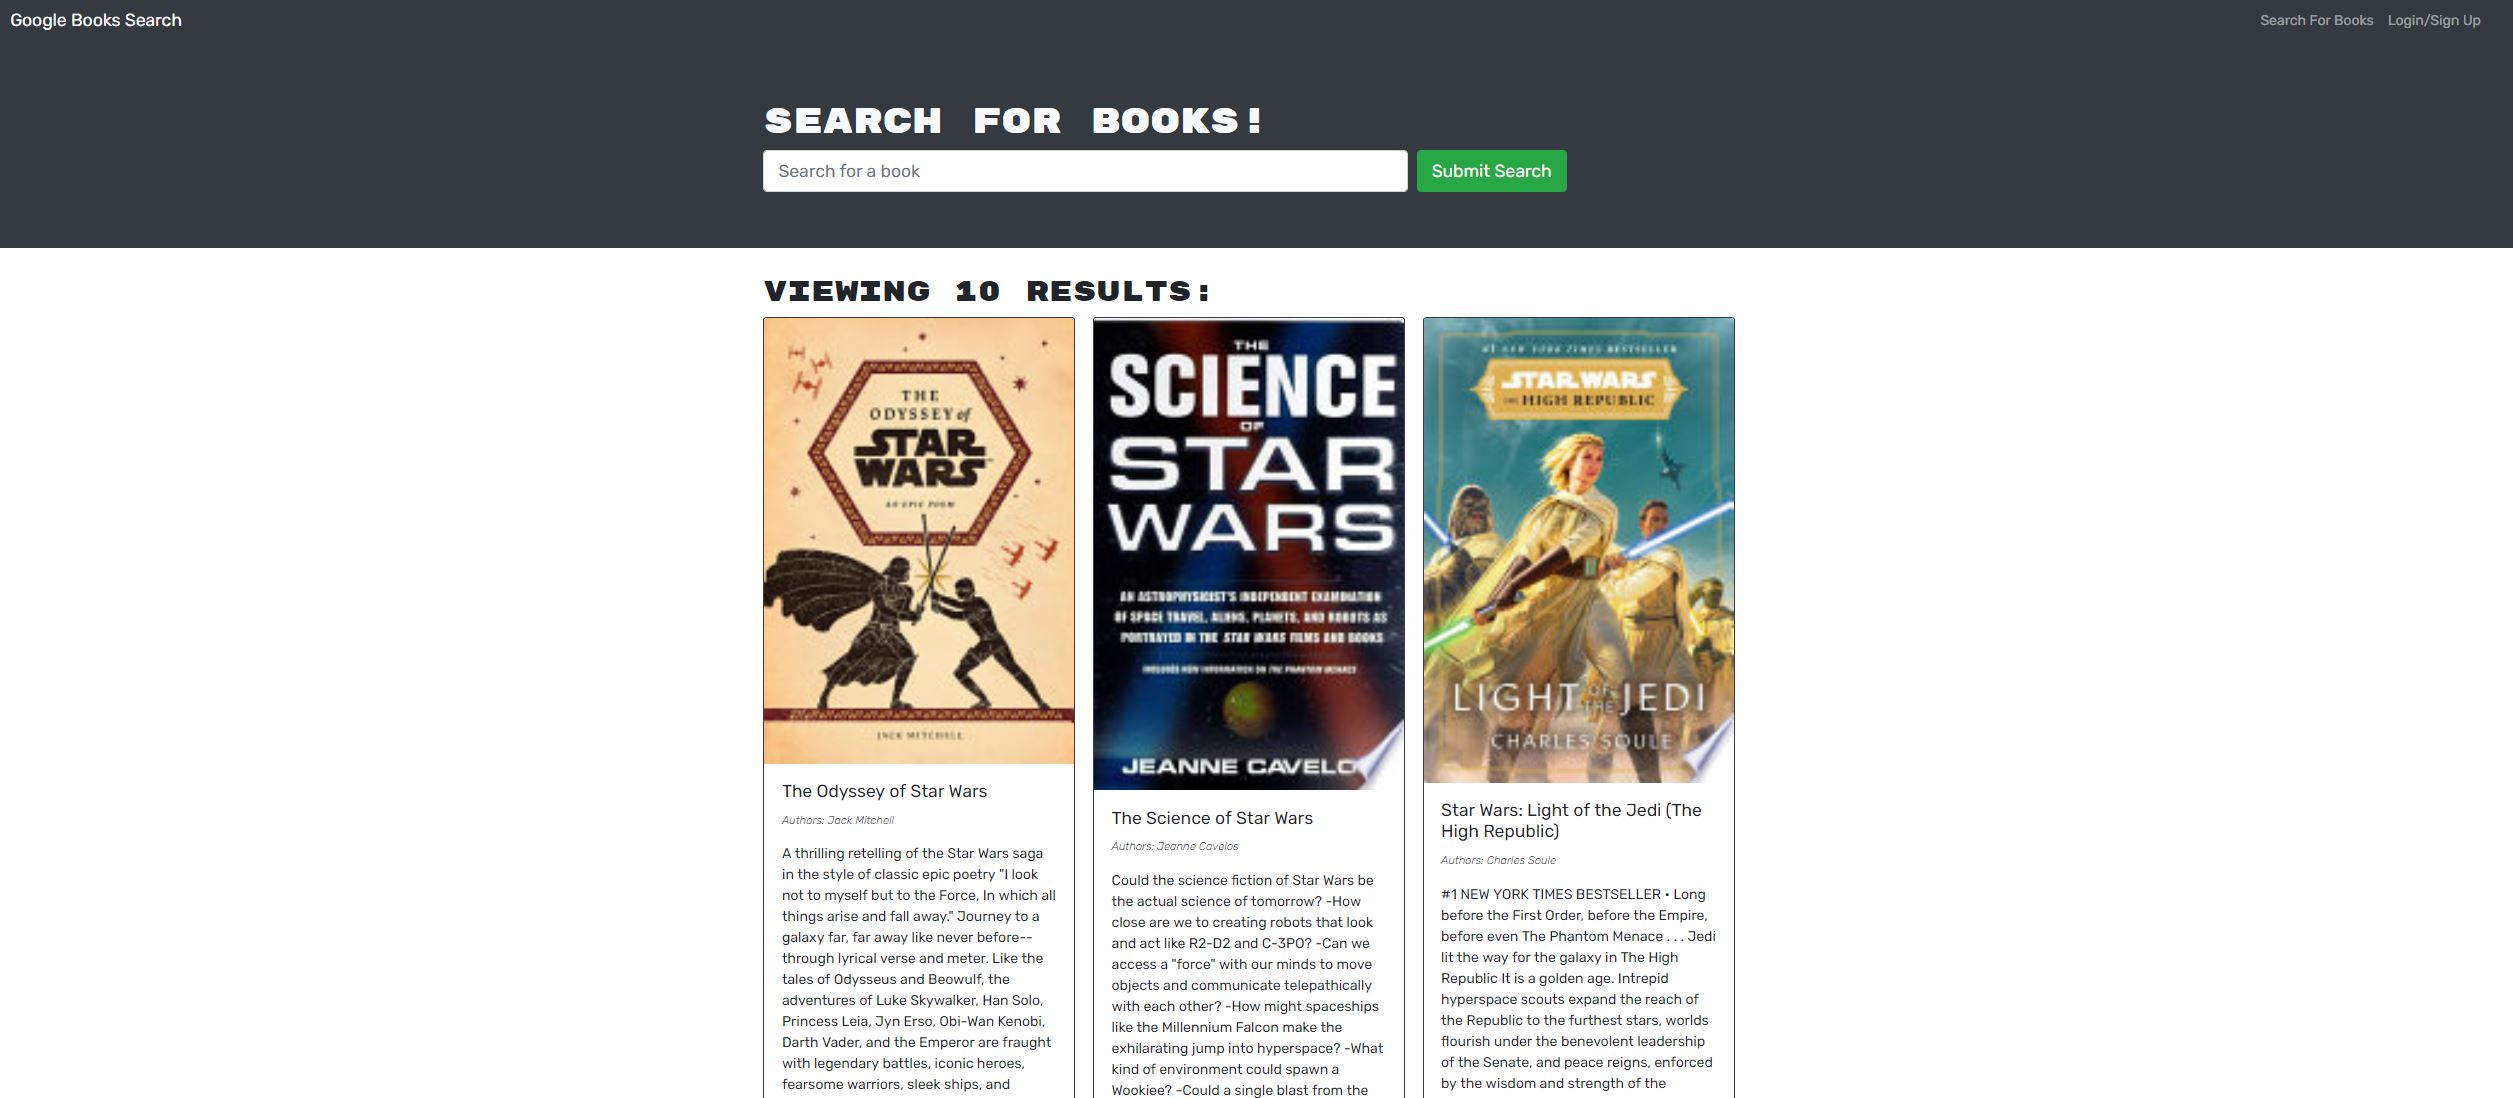 Google Books Search
Search For Books
Login/Sign Up
SEARCH FOR BOOKS!
Search for a book
Submit Search
VIEWING 10 RESULTS:
THE
ODYSSEY of
STAR
WARS
AN EPIC POEM
JACK MITCHELL
The Odyssey of Star Wars
Authors: Jack Mitchell
A thrilling retelling of the Star Wars saga
in the style of classic epic poetry "I look
not to myself but to the Force, In which all
things arise and fall away." Journey to a
galaxy far, far away like never before--
through lyrical verse and meter. Like the
tales of Odysseus and Beowulf, the
adventures of Luke Skywalker, Han Solo,
Princess Leia, Jyn Erso, Obi-Wan Kenobi,
Darth Vader, and the Emperor are fraught
with legendary battles, iconic heroes,
fearsome warriors, sleek ships, and
THE
SCIENCE
OF
STAR
WARS
AN ASTROPHYSICIST'S INDEPENDENT EXAMINATION
OF SPACE TRAVEL, ALIENS, PLANETS, AND ROBOTS AS
PORTRAYED IN THE STAR WARS FILMS AND BOOKS
INCLUDES NEW INFORMATION ON THE PHANTOM MENACE
JEANNE CAVELO
The Science of Star Wars
Authors: Jeanne Cavelos
Could the science fiction of Star Wars be
the actual science of tomorrow? -How
close are we to creating robots that look
and act like R2-D2 and C-3PO? -Can we
access a "force" with our minds to move
objects and communicate telepathically
with each other? -How might spaceships
like the Millennium Falcon make the
exhilarating jump into hyperspace? -What
kind of environment could spawn a
Wookiee? -Could a single blast from the
#1 NEW YORK TIMES BESTSELLER
STAR WARS
THE HIGH REPUBLIC
LIGHT OF THE JEDI
CHARLES SOULE
Star Wars: Light of the Jedi (The
High Republic)
Authors: Charles Soule
#1 NEW YORK TIMES BESTSELLER • Long
before the First Order, before the Empire,
before even The Phantom Menace . . . Jedi
lit the way for the galaxy in The High
Republic It is a golden age. Intrepid
hyperspace scouts expand the reach of
the Republic to the furthest stars, worlds
flourish under the benevolent leadership
of the Senate, and peace reigns, enforced
by the wisdom and strength of the